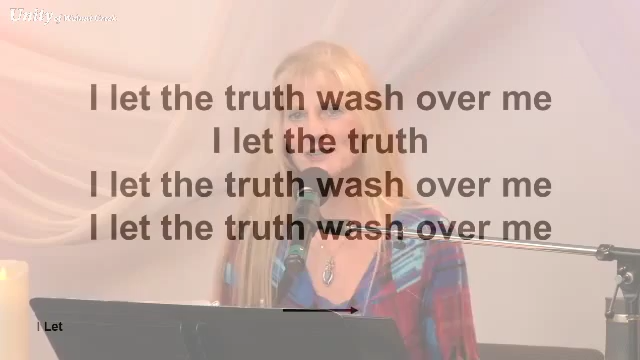 Unity
I let the truth wash over me
I let the truth
I let the truth wash over me
I let the truth wash over me
I Let